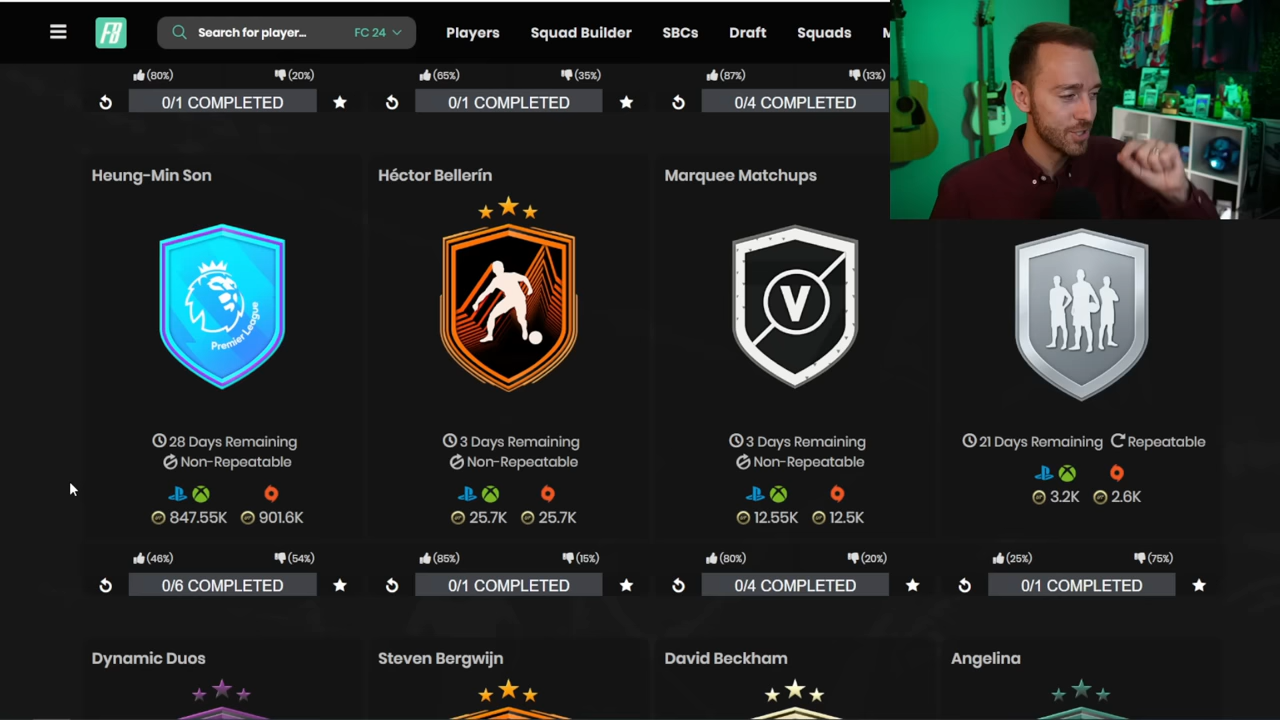 FB
Search for player...
FC 24
Players
Squad Builder
SBCs
Draft
Squads
M
(80%)
(20%)
(65%)
(35%)
(87%)
(13%)
0/1 COMPLETED
0/1 COMPLETED
0/4 COMPLETED
Heung-Min Son
Héctor Bellerín
Marquee Matchups
Premier League
V
28 Days Remaining
Non-Repeatable
847.55K
901.6K
3 Days Remaining
Non-Repeatable
25.7K
25.7K
3 Days Remaining
Non-Repeatable
12.55K
12.5K
21 Days Remaining
Repeatable
3.2K
2.6K
(46%)
(54%)
(85%)
(15%)
(80%)
(20%)
(25%)
(75%)
0/6 COMPLETED
0/1 COMPLETED
0/4 COMPLETED
0/1 COMPLETED
Dynamic Duos
Steven Bergwijn
David Beckham
Angelina